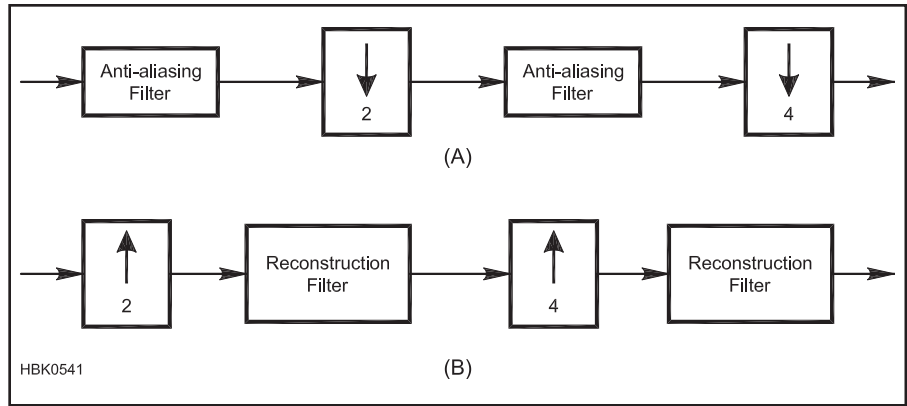 Anti-aliasing
Filter
2
Anti-aliasing
Filter
4
(A)
2
Reconstruction
Filter
4
Reconstruction
Filter
HBK0541
(B)